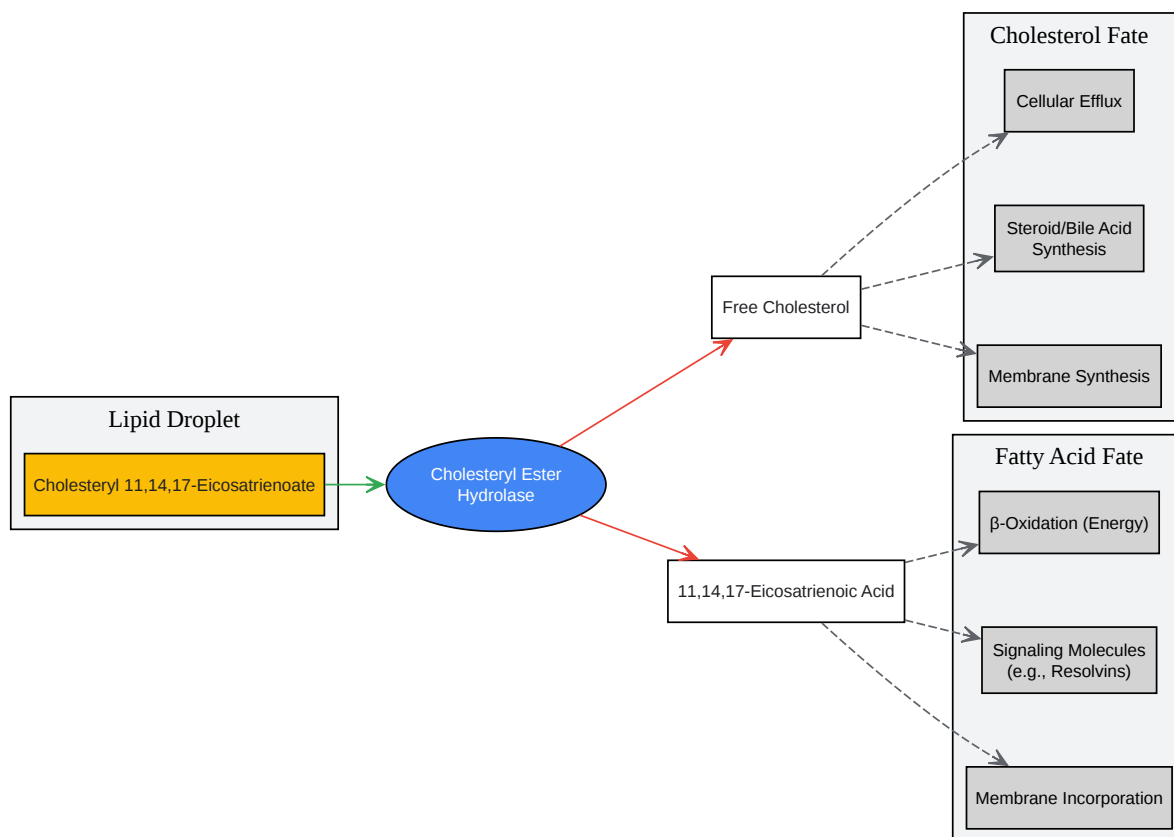 Cholesterol Fate
Cellular Efflux
Steroid/Bile Acid
Synthesis
Free Cholesterol
Membrane Synthesis
Lipid Droplet
Cholesteryl 11,14,17-Eicosatrienoate
Cholesteryl Ester
Hydrolase
Fatty Acid Fate
β-Oxidation (Energy)
11,14,17-Eicosatrienoic Acid
Signaling Molecules
(e.g., Resolvins)
Membrane Incorporation